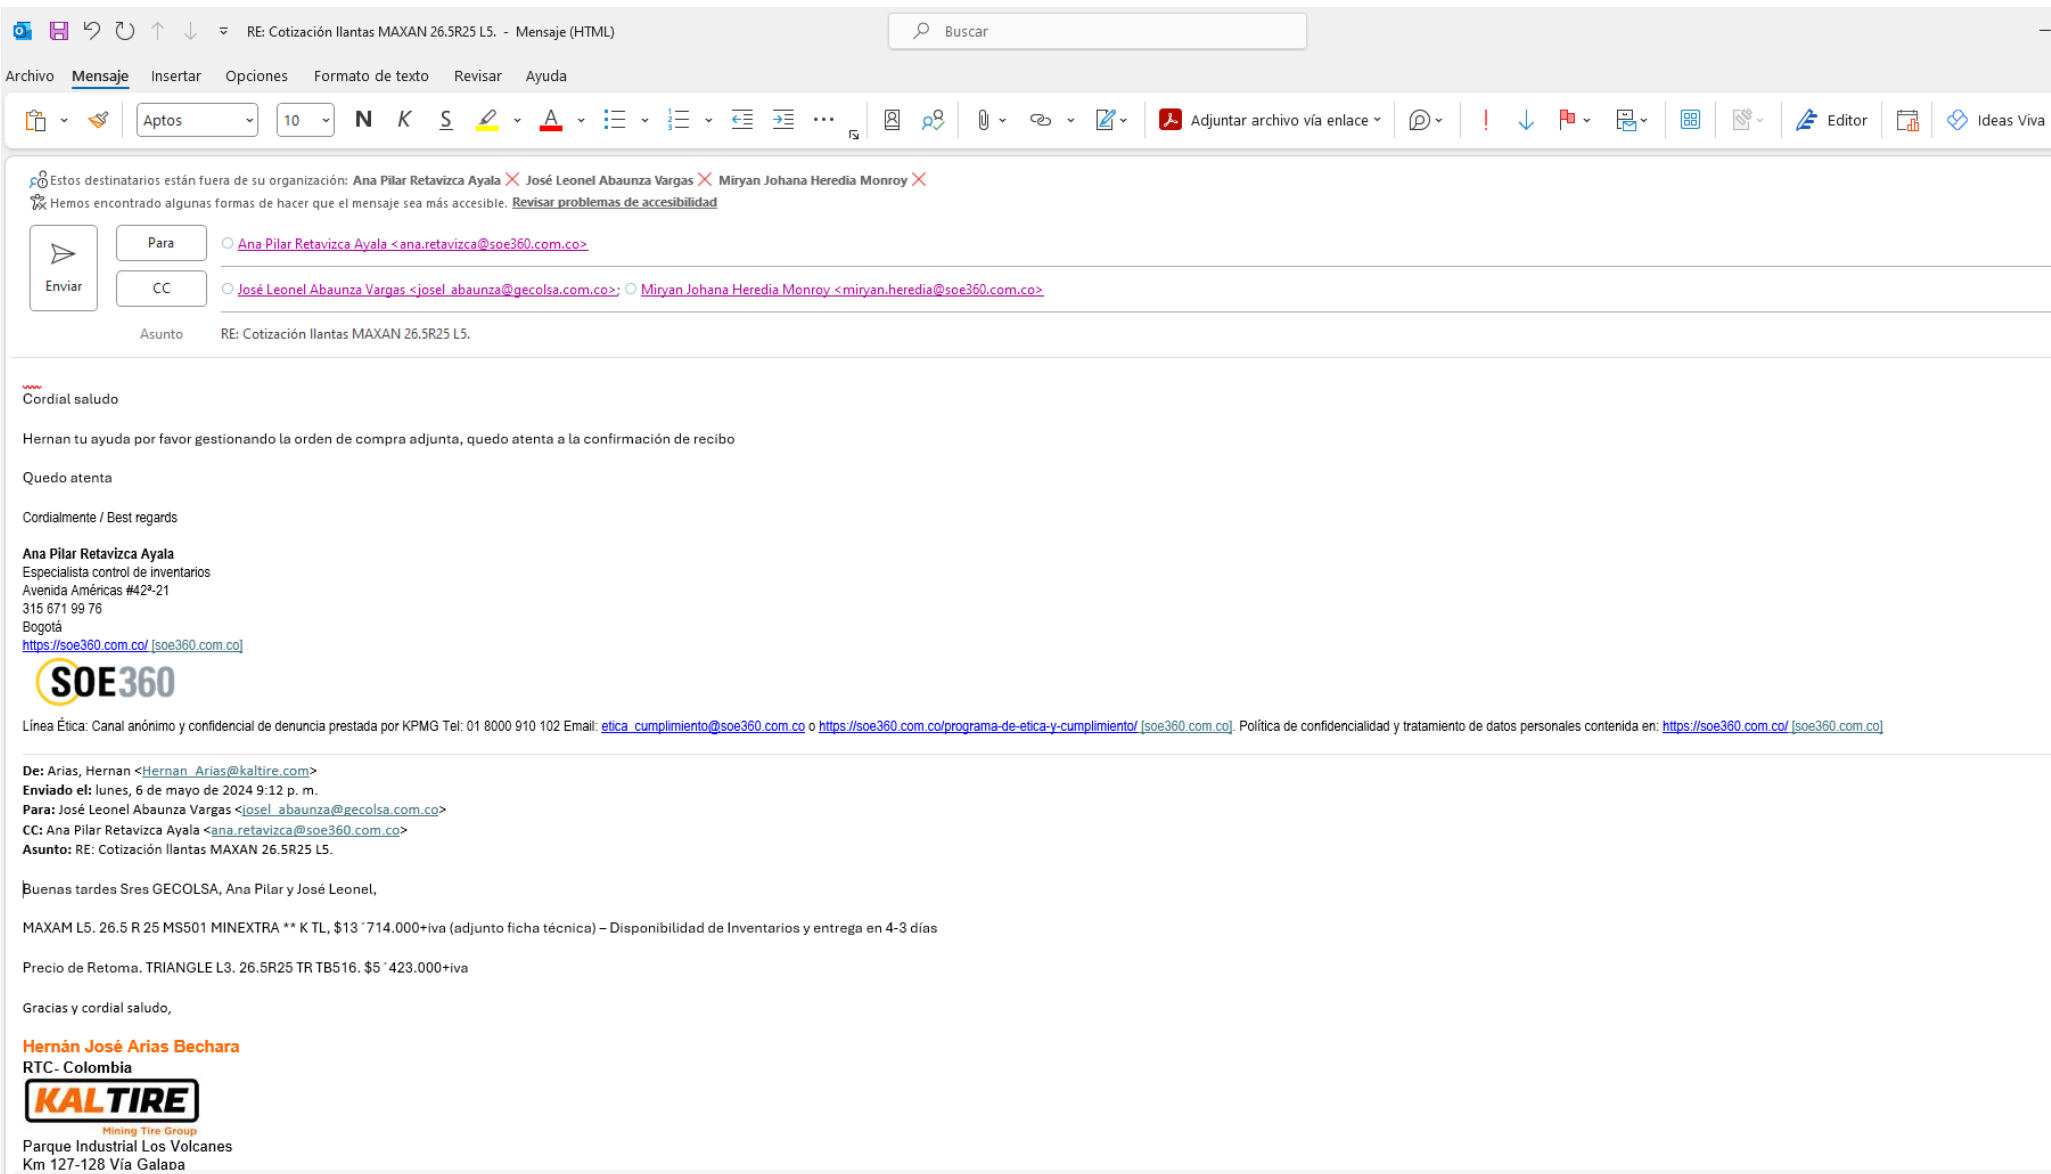 RE: Cotización llantas MAXAN 26.5R25 L5. - Mensaje (HTML)
Buscar
Archivo Mensaje Insertar Opciones Formato de texto Revisar Ayuda
Aptos 10 N K S A Adjuntar archivo vía enlace Editor Ideas Viva
Estos destinatarios están fuera de su organización: Ana Pilar Retavizca Ayala José Leonel Abaunza Vargas Miryan Johana Heredia Monroy
Hemos encontrado algunas formas de hacer que el mensaje sea más accesible. Revisar problemas de accesibilidad
Enviar
Para Ana Pilar Retavizca Ayala <ana.retavizca@soe360.com.co>
CC José Leonel Abaunza Vargas <josel_abaunza@gecolsa.com.co>; Miryan Johana Heredia Monroy <miryan.heredia@soe360.com.co>
Asunto RE: Cotización llantas MAXAN 26.5R25 L5.
Cordial saludo
Hernan tu ayuda por favor gestionando la orden de compra adjunta, quedo atenta a la confirmación de recibo
Quedo atenta
Cordialmente / Best regards
Ana Pilar Retavizca Ayala
Especialista control de inventarios
Avenida Américas #42ª-21
315 671 99 76
Bogotá
https://soe360.com.co/ [soe360.com.co]
SOE360
Línea Ética: Canal anónimo y confidencial de denuncia prestada por KPMG Tel: 01 8000 910 102 Email: etica_cumplimiento@soe360.com.co o https://soe360.com.co/programa-de-etica-y-cumplimiento/ [soe360.com.co]. Política de confidencialidad y tratamiento de datos personales contenida en: https://soe360.com.co/ [soe360.com.co]
De: Arias, Hernan <Hernan_Arias@kaltire.com>
Enviado el: lunes, 6 de mayo de 2024 9:12 p. m.
Para: José Leonel Abaunza Vargas <josel_abaunza@gecolsa.com.co>
CC: Ana Pilar Retavizca Ayala <ana.retavizca@soe360.com.co>
Asunto: RE: Cotización llantas MAXAN 26.5R25 L5.
Buenas tardes Sres GECOLSA, Ana Pilar y José Leonel,
MAXAM L5. 26.5 R 25 MS501 MINEXTRA ** K TL, $13´714.000+iva (adjunto ficha técnica) – Disponibilidad de Inventarios y entrega en 4-3 días
Precio de Retoma. TRIANGLE L3. 26.5R25 TR TB516. $5´423.000+iva
Gracias y cordial saludo,
Hernán José Arias Bechara
RTC- Colombia
KALTIRE
Mining Tire Group
Parque Industrial Los Volcanes
Km 127-128 Vía Galapa